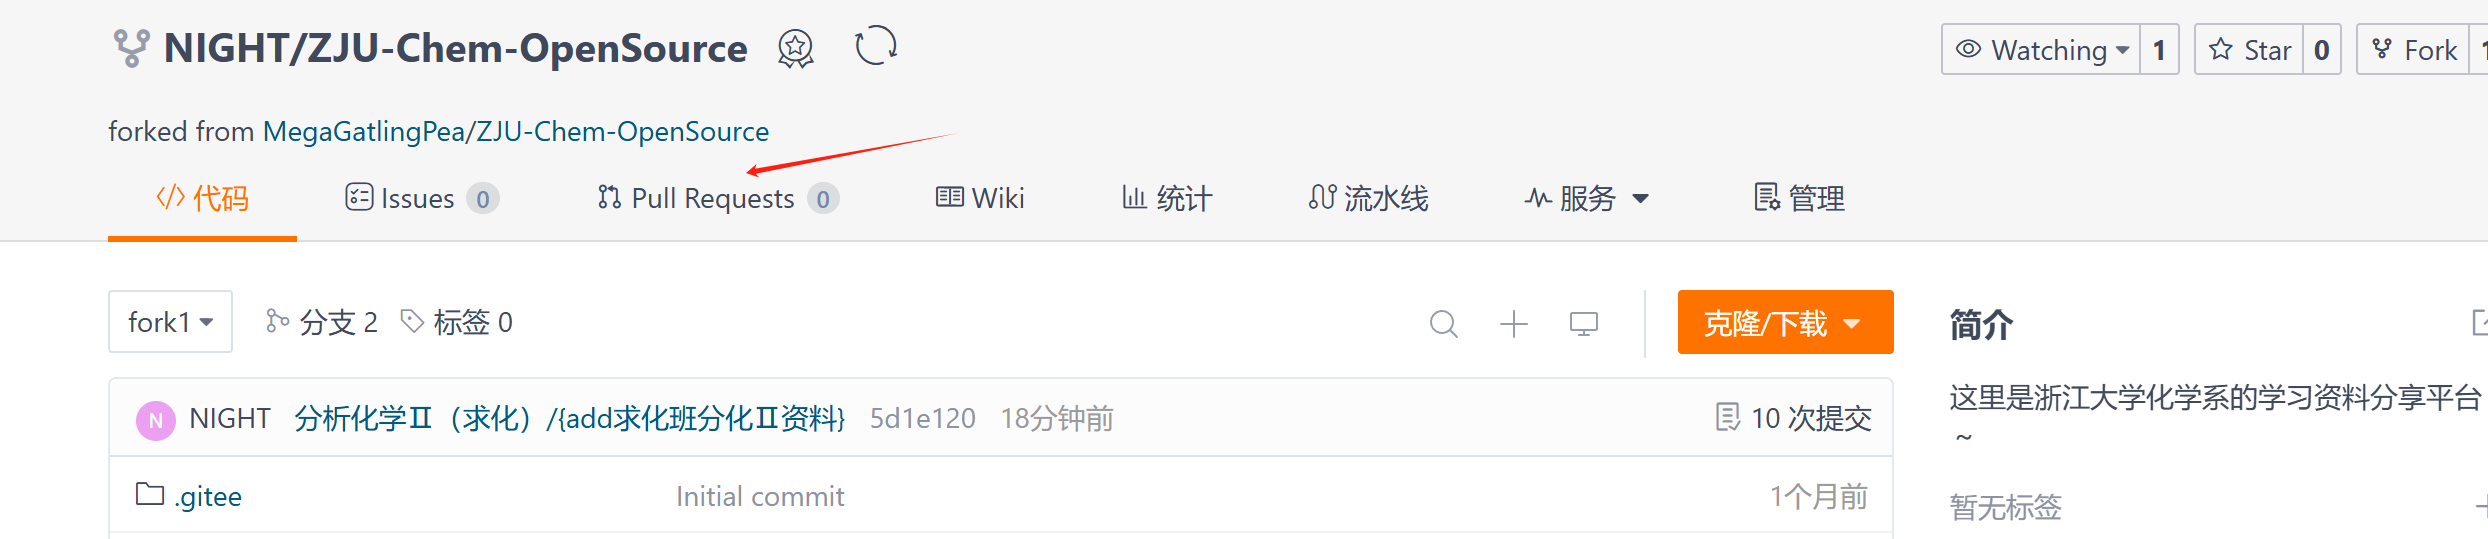 NIGHT/ZJU-Chem-OpenSource
Watching 1
Star 0
Fork
forked from MegaGatlingPea/ZJU-Chem-OpenSource
代码 Issues 0 Pull Requests 0 Wiki 统计 流水线 服务 管理
fork1 分支 2 标签 0 克隆/下载
简介
N NIGHT 分析化学Ⅱ（求化）/{add求化班分化Ⅱ资料} 5d1e120 18分钟前 10 次提交
这里是浙江大学化学系的学习资料分享平台
~
.gitee Initial commit 1个月前
暂无标签